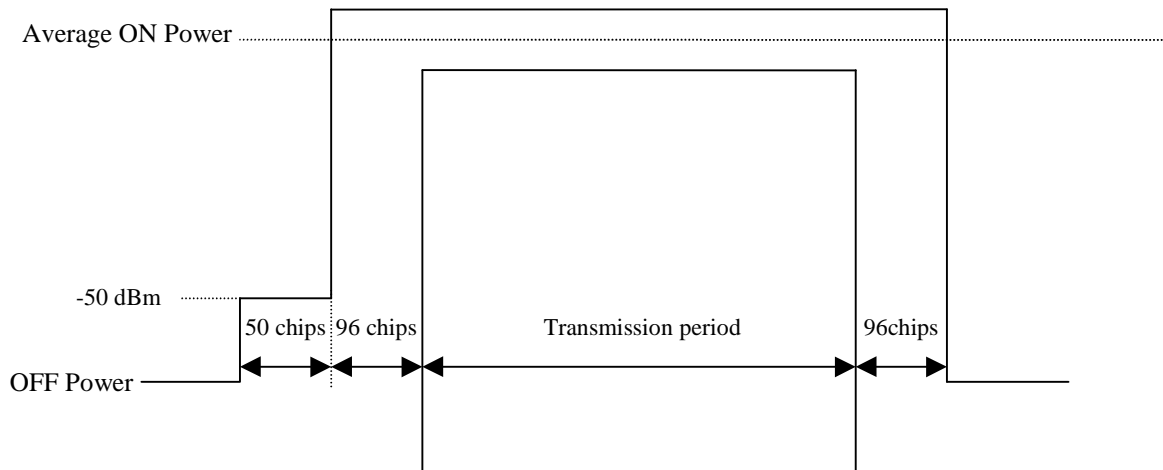 Average ON Power
-50 dBm
50 chips
96 chips
Transmission period
96chips
OFF Power